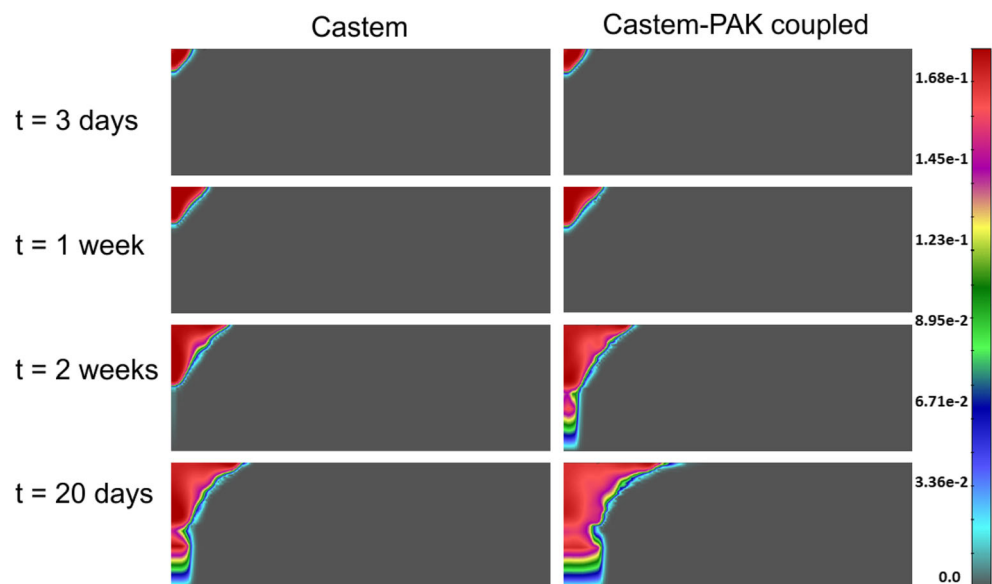 Castem
Castem-PAK coupled
t = 3 days
t = 1 week
t = 2 weeks
t = 20 days
1.68e-1
1.45e-1
1.23e-1
8.95e-2
6.71e-2
3.36e-2
0.0